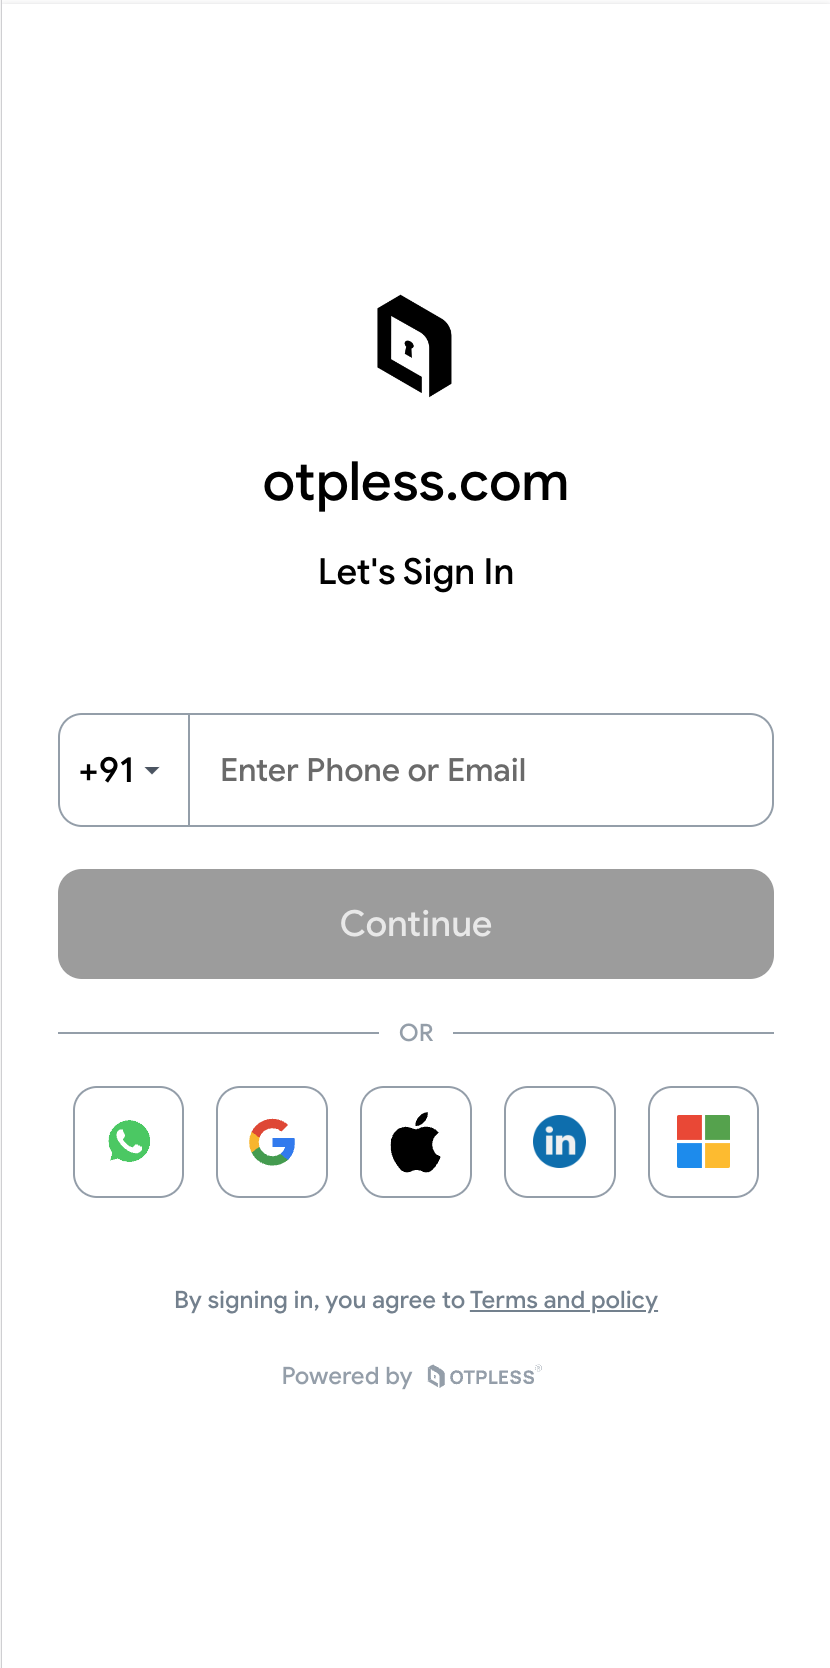 otpless.com
Let's Sign In
+91 Enter Phone or Email
Continue
OR
in
By signing in, you agree to Terms and policy
Powered by OTPLESS®